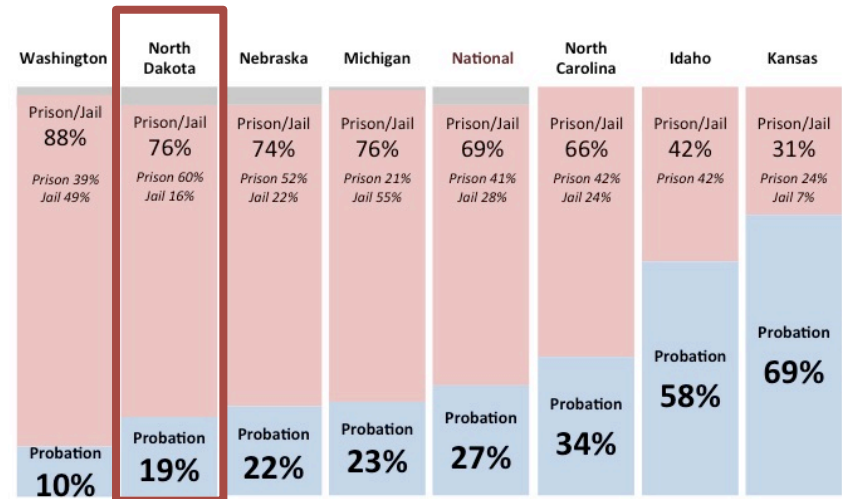 Washington
Prison/Jail
88%
Prison 39%
Jail 49%
Probation
10%
North
Dakota
Prison/Jail
76%
Prison 60%
Jail 16%
Probation
19%
Nebraska
Prison/Jail
74%
Prison 52%
Jail 22%
Probation
22%
Michigan
Prison/Jail
76%
Prison 21%
Jail 55%
Probation
23%
National
Prison/Jail
69%
Prison 41%
Jail 28%
Probation
27%
North
Carolina
Prison/Jail
66%
Prison 42%
Jail 24%
Probation
34%
Idaho
Prison/Jail
42%
Prison 42%
Probation
58%
Kansas
Prison/Jail
31%
Prison 24%
Jail 7%
Probation
69%